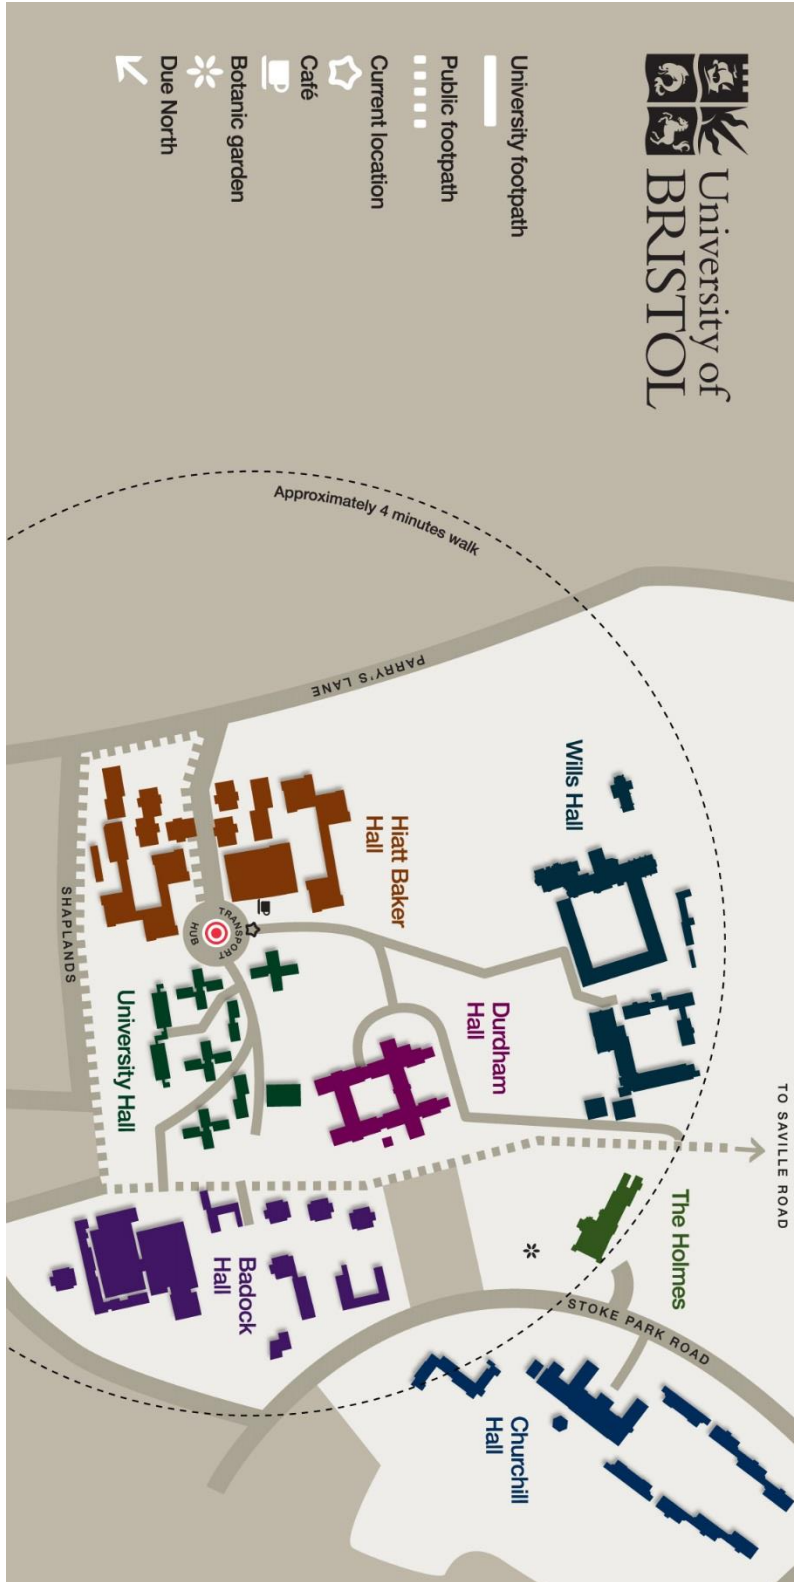 University of
BRISTOL
University footpath
Public footpath
Current location
Café
Botanic garden
Due North
Approximately 4 minutes walk
PARRY'S LANE
Wills Hall
Hiatt Baker
Hall
TRANSPORT
HUB
SHAPLANDS
Durdham
Hall
University Hall
TO SAVILLE ROAD
The Holmes
Badock
Hall
STOKE PARK ROAD
Churchill
Hall